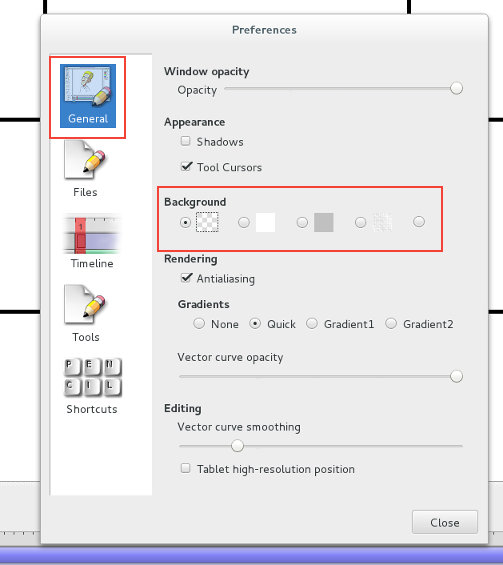 Preferences
General
Files
1
Timeline
Tools
P E N
C I L
Shortcuts
Window opacity
Opacity
Appearance
Shadows
Tool Cursors
Background
Rendering
Antialiasing
Gradients
None Quick Gradient1 Gradient2
Vector curve opacity
Editing
Vector curve smoothing
Tablet high-resolution position
Close